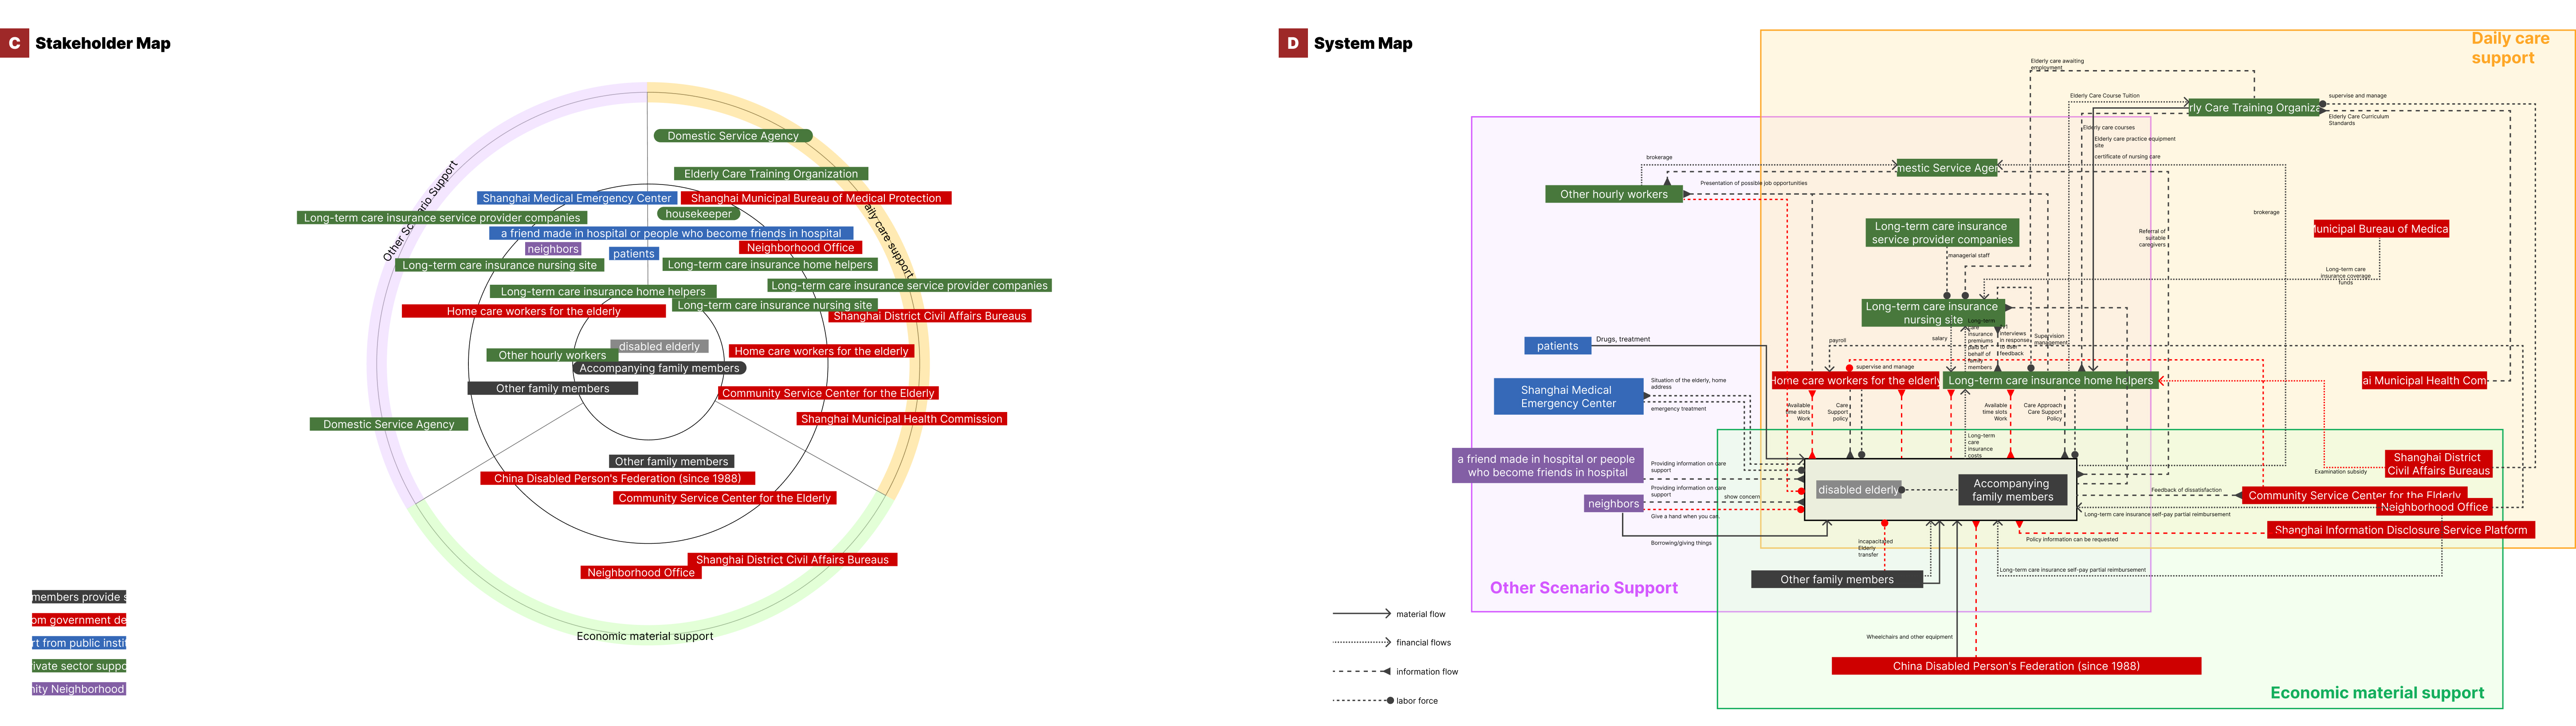 C Stakeholder Map
Other Scenario Support
Daily care support
Economic material support
Domestic Service Agency
Elderly Care Training Organization
Shanghai Medical Emergency Center
Shanghai Municipal Bureau of Medical Protection
housekeeper
Long-term care insurance service provider companies
a friend made in hospital or people who become friends in hospital
neighbors
patients
Neighborhood Office
Long-term care insurance nursing site
Long-term care insurance home helpers
Long-term care insurance service provider companies
Long-term care insurance home helpers
Long-term care insurance nursing site
Home care workers for the elderly
Shanghai District Civil Affairs Bureaus
disabled elderly
Home care workers for the elderly
Other hourly workers
Accompanying family members
Other family members
Community Service Center for the Elderly
Shanghai Municipal Health Commission
Domestic Service Agency
Other family members
China Disabled Person's Federation (since 1988)
Community Service Center for the Elderly
Shanghai District Civil Affairs Bureaus
Neighborhood Office
members provide s
om government de
rt from public instit
ivate sector suppo
nity Neighborhood
D System Map
Daily care
support
Elderly care awaiting
employment
Elderly Care Course Tuition
rly Care Training Organiza
supervise and manage
Elderly Care Curriculum
Standards
Elderly care courses
Elderly care practice equipment
site
certificate of nursing care
brokerage
mestic Service Agen
Presentation of possible job opportunities
Other hourly workers
brokerage
Long-term care insurance
service provider companies
Referral of
suitable
caregivers
Municipal Bureau of Medica
managerial staff
Long-term care
insurance coverage
funds
Long-term care insurance
nursing site
Long-term
care
insurance
premiums
paid on
behalf of
family
members
interviews
in response
to user
feedback
Supervision
management
payroll
salary
patients
Drugs, treatment
supervise and manage
Home care workers for the elderly
Long-term care insurance home helpers
ai Municipal Health Com
Shanghai Medical
Emergency Center
Situation of the elderly, home
address
emergency treatment
Available
time slots
Work
Care
Support
policy
Available
time slots
Work
Care Approach
Care Support
Policy
Long-term
care
insurance
costs
a friend made in hospital or people
who become friends in hospital
Providing information on care
support
Shanghai District
Civil Affairs Bureaus
Examination subsidy
disabled elderly
Accompanying
family members
Providing information on care
support
show concern
neighbors
Give a hand when you can.
Feedback of dissatisfaction
Community Service Center for the Elderly
Neighborhood Office
Long-term care insurance self-pay partial reimbursement
Shanghai Information Disclosure Service Platform
Policy information can be requested
Borrowing/giving things
incapacitated
Elderly
transfer
Long-term care insurance self-pay partial reimbursement
Other family members
Other Scenario Support
material flow
financial flows
information flow
labor force
Wheelchairs and other equipment
China Disabled Person's Federation (since 1988)
Economic material support